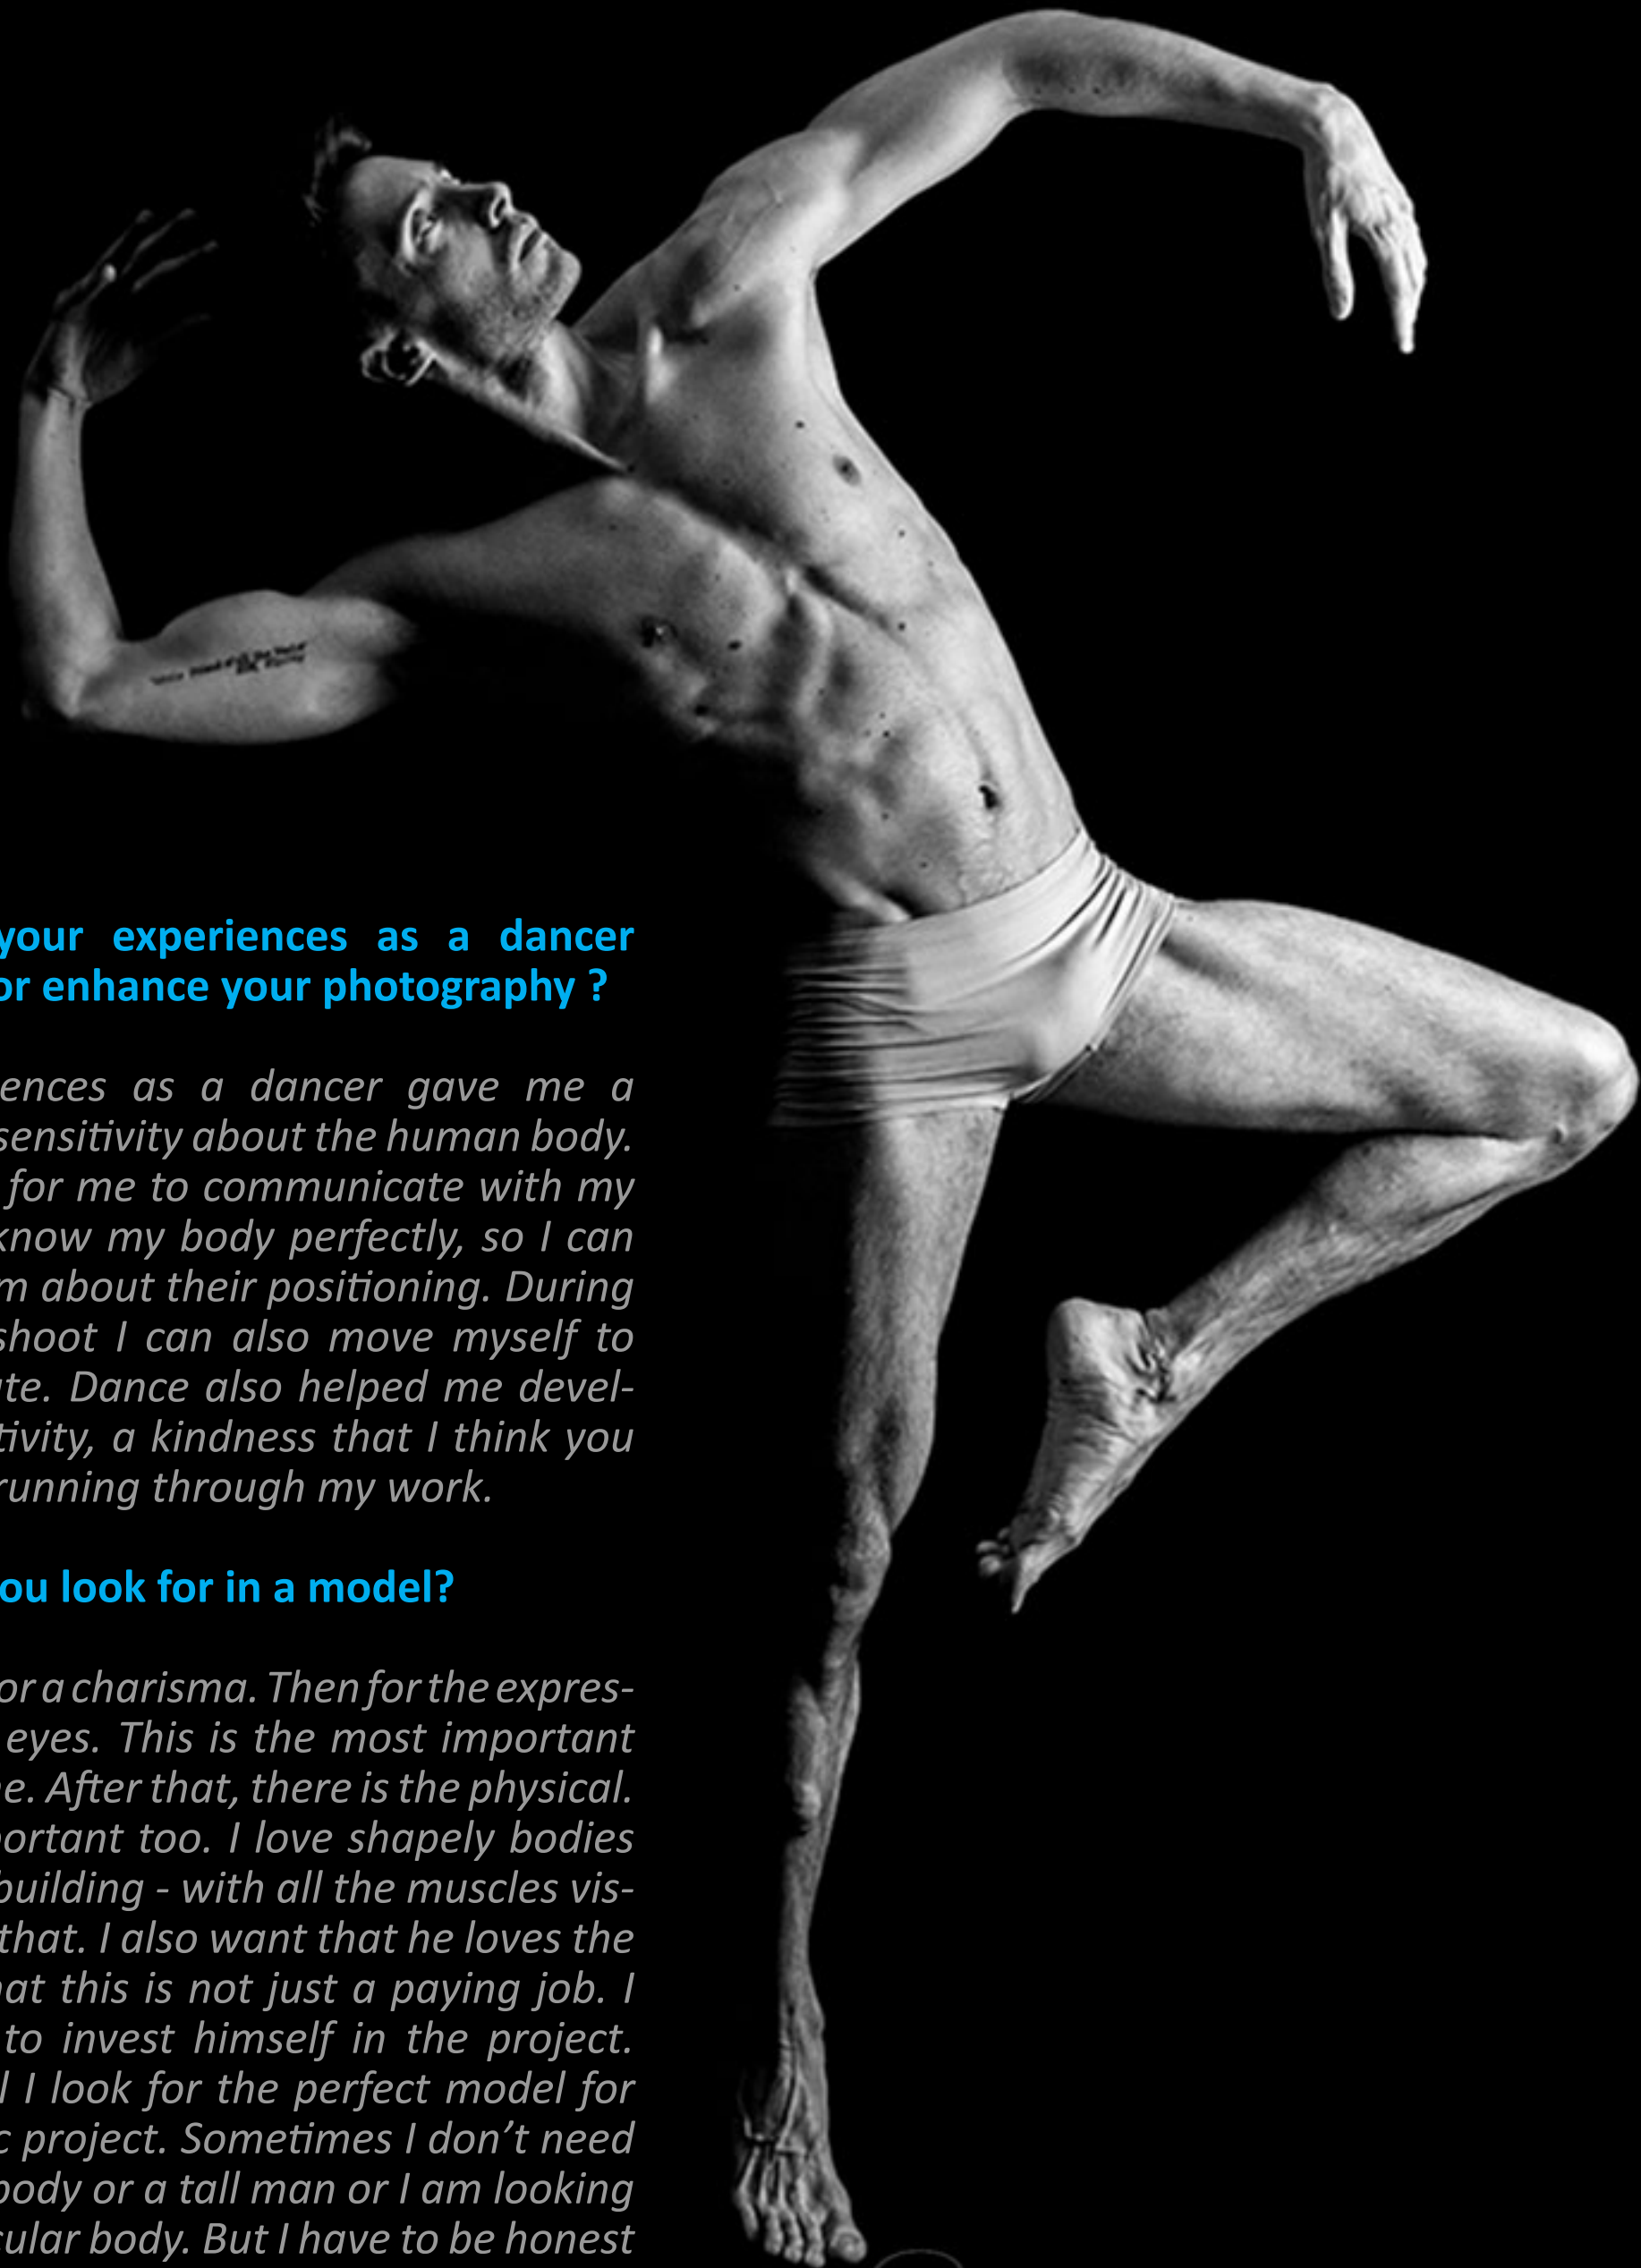 your experiences as a dancer
or enhance your photography ?
ences as a dancer gave me a
sensitivity about the human body.
for me to communicate with my
know my body perfectly, so I can
m about their positioning. During
shoot I can also move myself to
te. Dance also helped me devel-
tivity, a kindness that I think you
running through my work.
ou look for in a model?
or a charisma. Then for the expres-
eyes. This is the most important
e. After that, there is the physical.
portant too. I love shapely bodies
building - with all the muscles vis-
that. I also want that he loves the
hat this is not just a paying job. I
to invest himself in the project.
l I look for the perfect model for
c project. Sometimes I don’t need
body or a tall man or I am looking
cular body. But I have to be honest